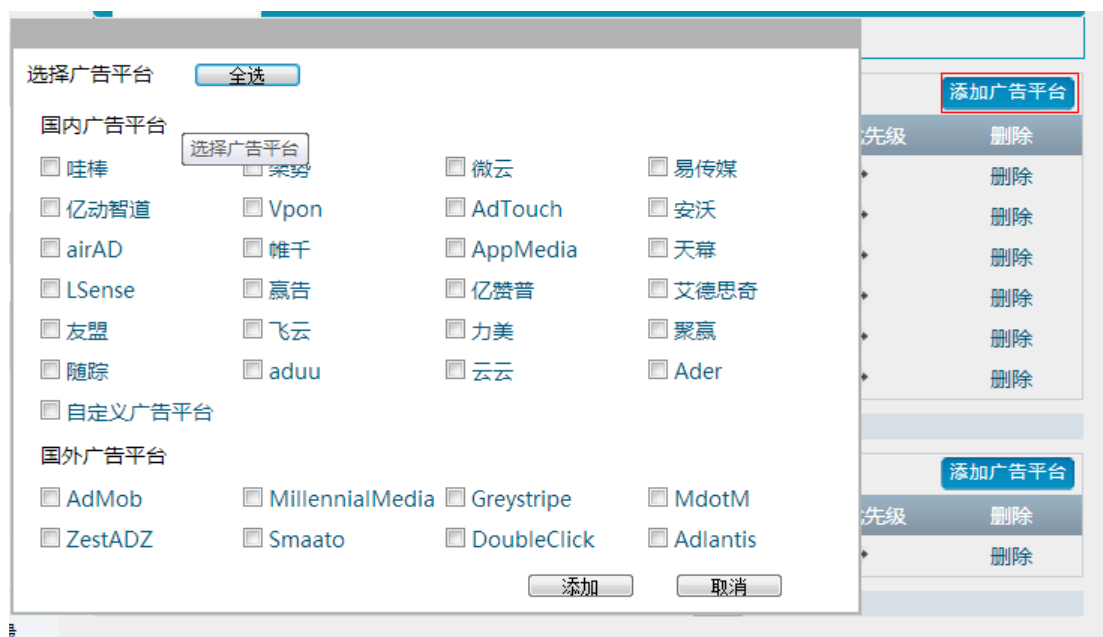 选择广告平台 全选
添加广告平台
国内广告平台
选择广告平台
先级 删除
哇棒 架势 微云 易传媒 删除
亿动智道 Vpon AdTouch 安沃 删除
airAD 帷千 AppMedia 天幕 删除
LSense 赢告 亿赞普 艾德思奇 删除
友盟 飞云 力美 聚赢 删除
随踪 aduu 云云 Ader 删除
自定义广告平台
国外广告平台
添加广告平台
AdMob MillennialMedia Greystripe MdotM
先级 删除
ZestADZ Smaato DoubleClick Adlantis
删除
添加 取消